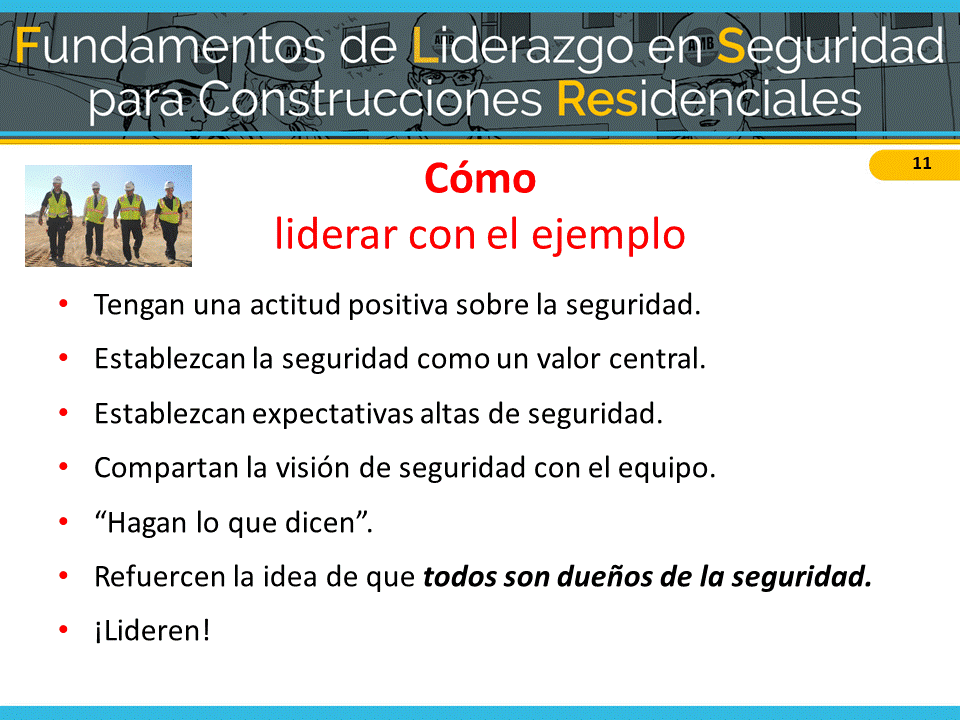 Fundamentos de Liderazgo en Seguridad
para Construcciones Residenciales
11
Cómo
liderar con el ejemplo
• Tengan una actitud positiva sobre la seguridad.
• Establezcan la seguridad como un valor central.
• Establezcan expectativas altas de seguridad.
• Compartan la visión de seguridad con el equipo.
• “Hagan lo que dicen”.
• Refuercen la idea de que todos son dueños de la seguridad.
• ¡Lideren!